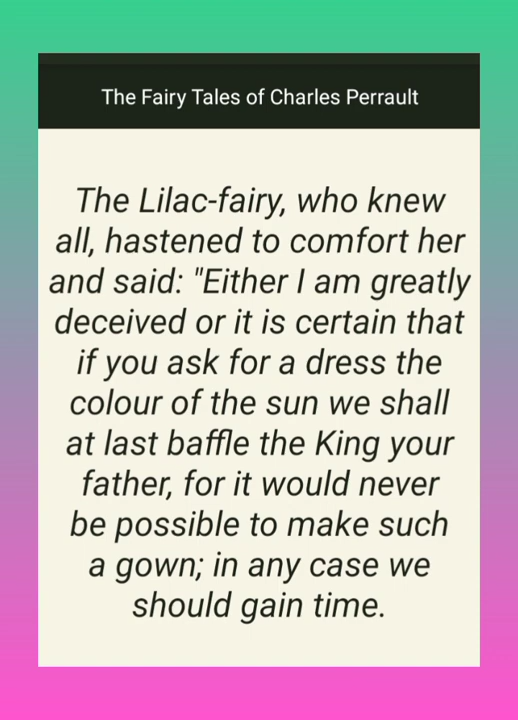 The Fairy Tales of Charles Perrault
The Lilac-fairy, who knew
all, hastened to comfort her
and said: "Either I am greatly
deceived or it is certain that
if you ask for a dress the
colour of the sun we shall
at last baffle the King your
father, for it would never
be possible to make such
a gown; in any case we
should gain time.